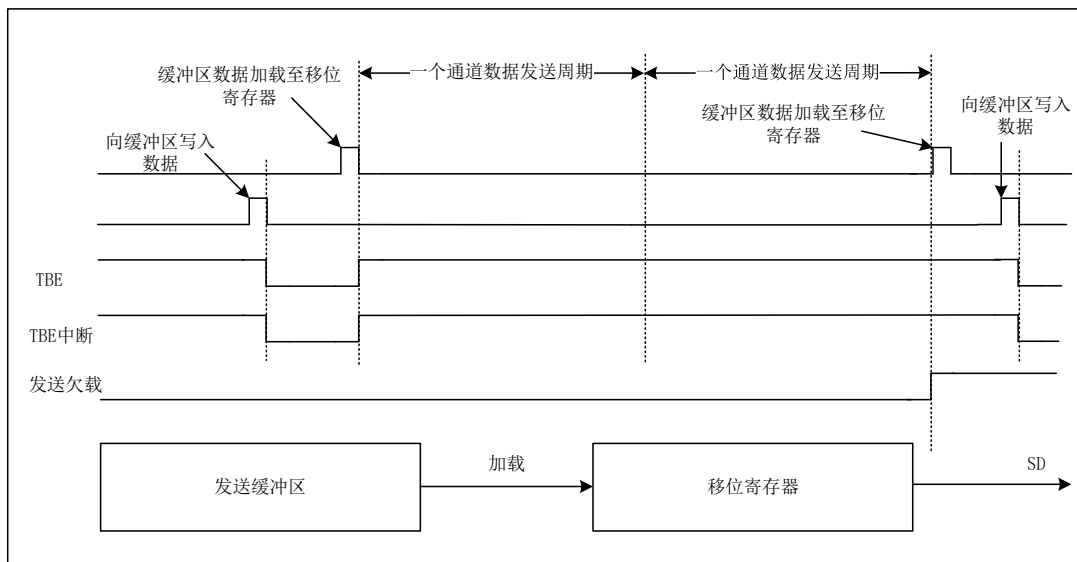 缓冲区数据加载至移位
寄存器
一个通道数据发送周期
一个通道数据发送周期
向缓冲区写入
数据
缓冲区数据加载至移位
寄存器
向缓冲区写入
数据
TBE
TBE中断
发送欠载
发送缓冲区
加载
移位寄存器
SD